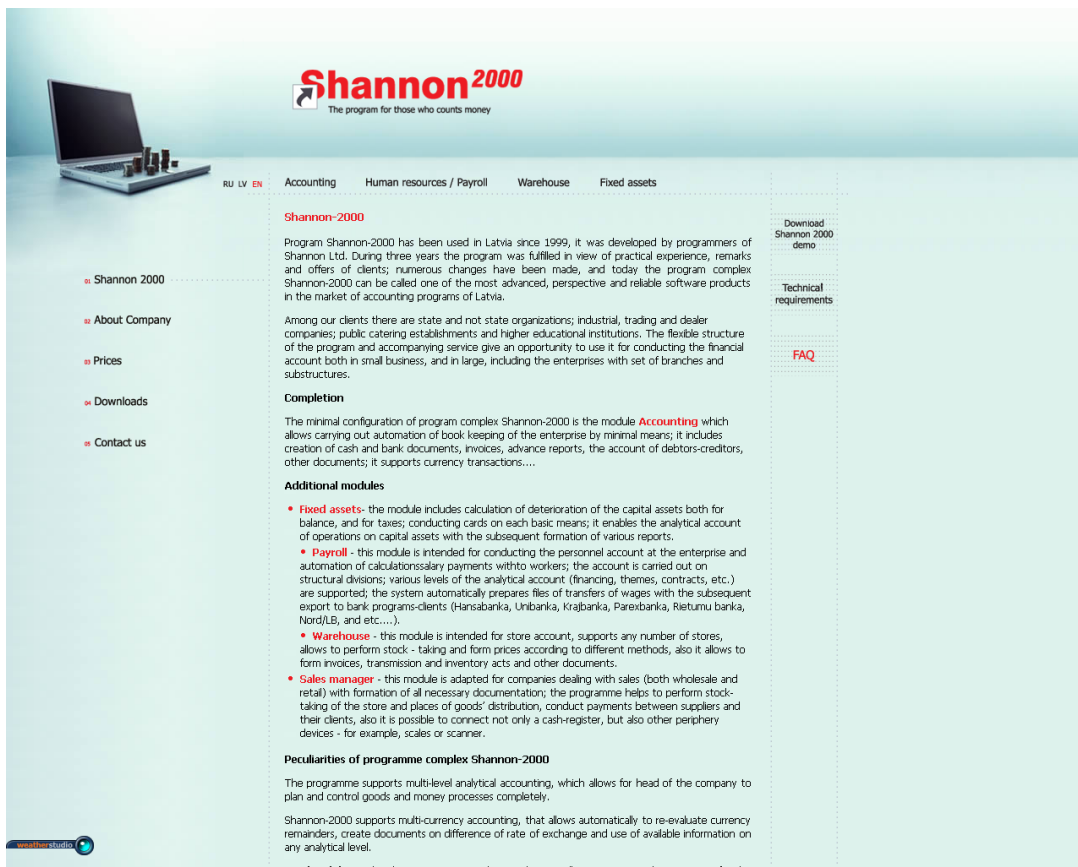 Shannon2000
The program for those who counts money
RU LV EN
Accounting
Human resources / Payroll
Warehouse
Fixed assets
01 Shannon 2000
02 About Company
03 Prices
04 Downloads
05 Contact us
Shannon-2000
Program Shannon-2000 has been used in Latvia since 1999, it was developed by programmers of
Shannon Ltd. During three years the program was fulfilled in view of practical experience, remarks
and offers of clients; numerous changes have been made, and today the program complex
Shannon-2000 can be called one of the most advanced, perspective and reliable software products
in the market of accounting programs of Latvia.
Among our clients there are state and not state organizations; industrial, trading and dealer
companies; public catering establishments and higher educational institutions. The flexible structure
of the program and accompanying service give an opportunity to use it for conducting the financial
account both in small business, and in large, including the enterprises with set of branches and
substructures.
Completion
The minimal configuration of program complex Shannon-2000 is the module Accounting which
allows carrying out automation of book keeping of the enterprise by minimal means; it includes
creation of cash and bank documents, invoices, advance reports, the account of debtors-creditors,
other documents; it supports currency transactions....
Additional modules
• Fixed assets- the module includes calculation of deterioration of the capital assets both for
balance, and for taxes; conducting cards on each basic means; it enables the analytical account
of operations on capital assets with the subsequent formation of various reports.
• Payroll - this module is intended for conducting the personnel account at the enterprise and
automation of calculationssalary payments withto workers; the account is carried out on
structural divisions; various levels of the analytical account (financing, themes, contracts, etc.)
are supported; the system automatically prepares files of transfers of wages with the subsequent
export to bank programs-clients (Hansabanka, Unibanka, Krajbanka, Parexbanka, Rietumu banka,
Nord/LB, and etc....).
• Warehouse - this module is intended for store account, supports any number of stores,
allows to perform stock - taking and form prices according to different methods, also it allows to
form invoices, transmission and inventory acts and other documents.
• Sales manager - this module is adapted for companies dealing with sales (both wholesale and
retail) with formation of all necessary documentation; the programme helps to perform stock-
taking of the store and places of goods' distribution, conduct payments between suppliers and
their clients, also it is possible to connect not only a cash-register, but also other periphery
devices - for example, scales or scanner.
Peculiarities of programme complex Shannon-2000
The programme supports multi-level analytical accounting, which allows for head of the company to
plan and control goods and money processes completely.
Shannon-2000 supports multi-currency accounting, that allows automatically to re-evaluate currency
remainders, create documents on difference of rate of exchange and use of available information on
any analytical level.
Download
Shannon 2000
demo
Technical
requirements
FAQ
weatherstudio